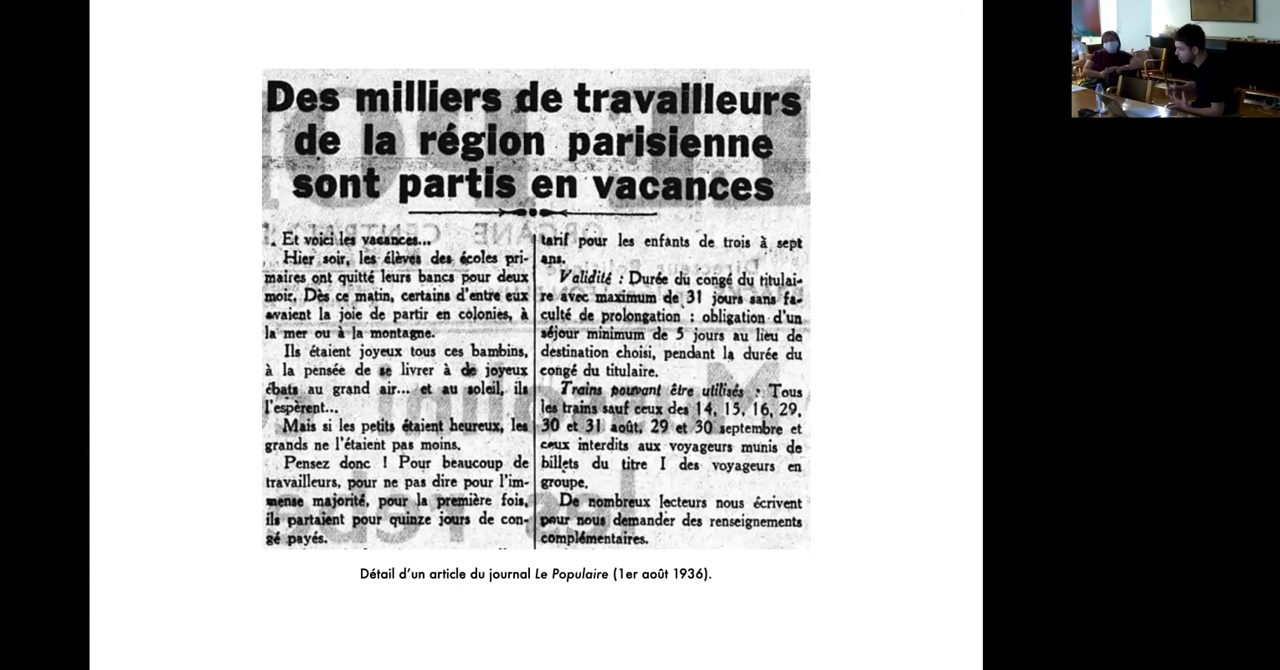 Des milliers de travailleurs
de la région parisienne
sont partis en vacances
Et voici les vacances...
Hier soir, les élèves des écoles pri-
maires ont quitté leurs bancs pour deux
mois. Dès ce matin, certains d'entre eux
avaient la joie de partir en colonies, à
la mer ou à la montagne.
Ils étaient joyeux tous ces bambins,
à la pensée de se livrer à de joyeux
ébats au grand air... et au soleil, ils
l'espèrent...
Mais si les petits étaient heureux, les
grands ne l'étaient pas moins.
Pensez donc ! Pour beaucoup de
travailleurs, pour ne pas dire pour l'im-
mense majorité, pour la première fois,
ils partaient pour quinze jours de con-
gé payés.
tarif pour les enfants de trois à sept
ans.
Validité : Durée du congé du titulai-
re avec maximum de 31 jours sans fa-
culté de prolongation : obligation d'un
séjour minimum de 5 jours au lieu de
destination choisi, pendant la durée du
congé du titulaire.
Trains pouvant être utilisés : Tous
les trains sauf ceux des 14, 15, 16, 29,
30 et 31 août, 29 et 30 septembre et
ceux interdits aux voyageurs munis de
billets du titre I des voyageurs en
groupe.
De nombreux lecteurs nous écrivent
pour nous demander des renseignements
complémentaires.
Détail d'un article du journal Le Populaire (1er août 1936).